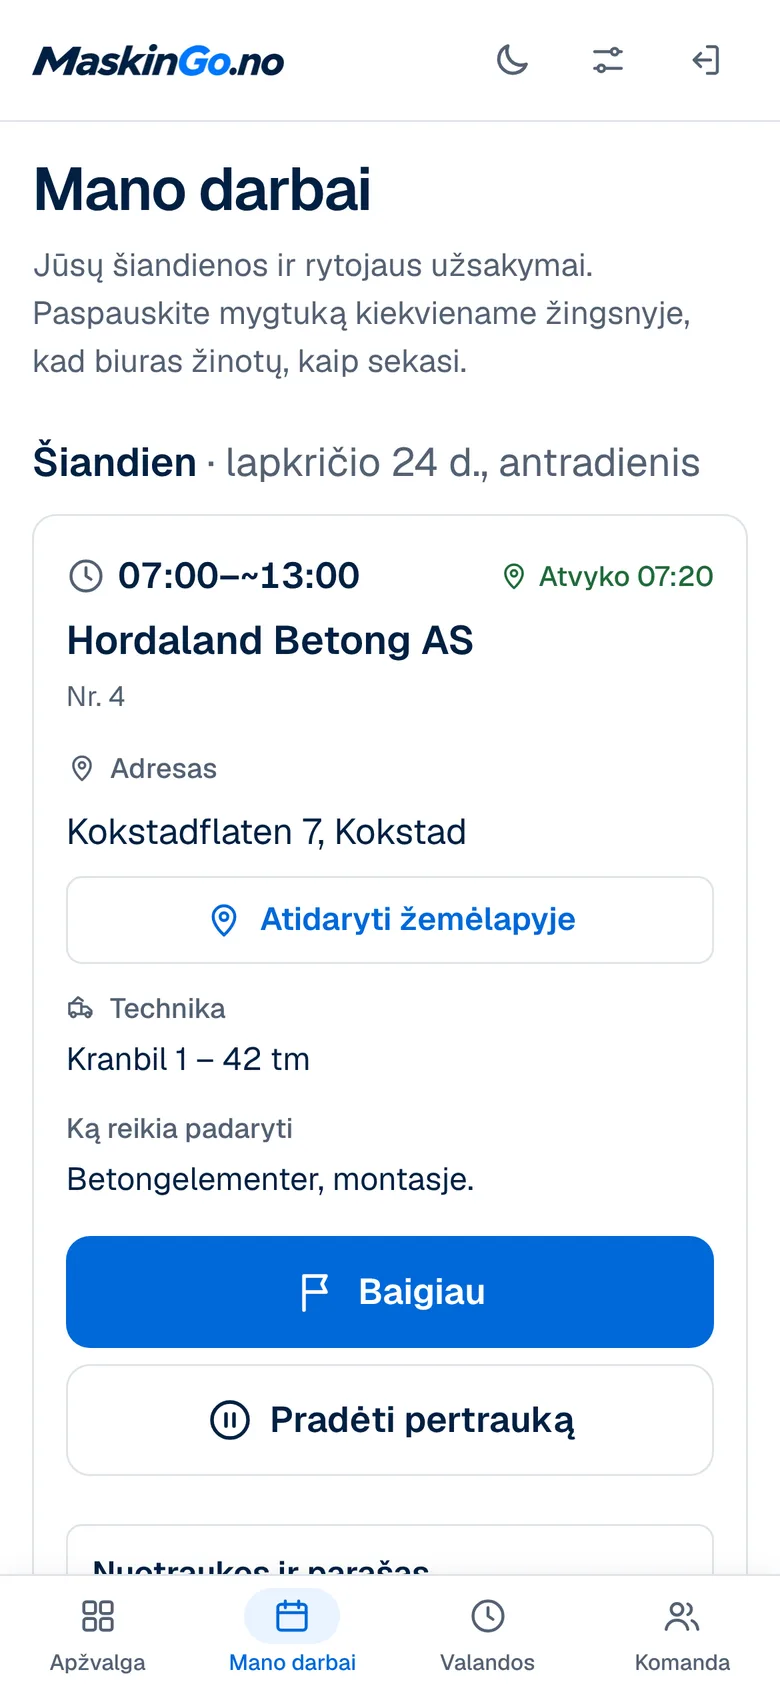 MaskinGo.no
Mano darbai
Jūsų šiandienos ir rytojaus užsakymai.
Paspauskite mygtuką kiekviename žingsnyje,
kad biuras žinotų, kaip sekasi.
Šiandien · lapkričio 24 d., antradienis
07:00–~13:00
Atvyko 07:20
Hordaland Betong AS
Nr. 4
Adresas
Kokstadflaten 7, Kokstad
Atidaryti žemėlapyje
Technika
Kranbil 1 – 42 tm
Ką reikia padaryti
Betongelementer, montasje.
Baigiau
Pradėti pertrauką
Nuotraukos ir parašas
Apžvalga
Mano darbai
Valandos
Komanda